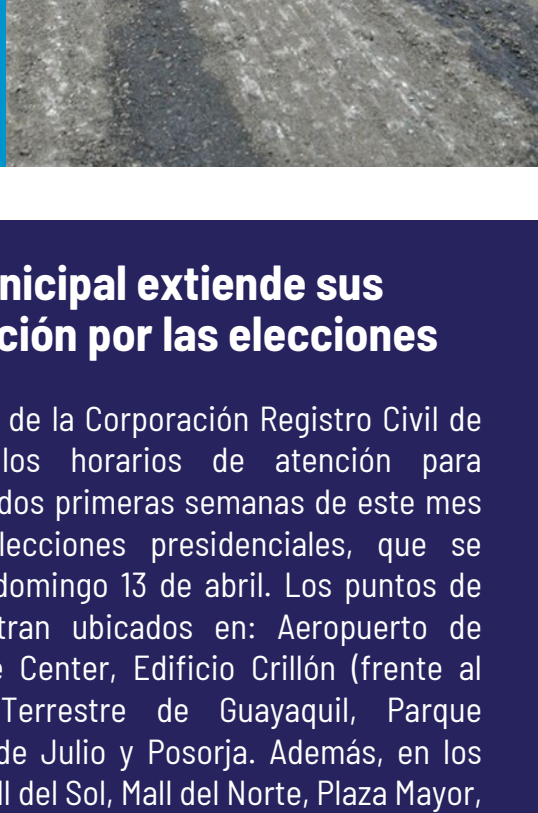 nicipal extiende sus
ción por las elecciones
de la Corporación Registro Civil de
los horarios de atención para
dos primeras semanas de este mes
lecciones presidenciales, que se
domingo 13 de abril. Los puntos de
tran ubicados en: Aeropuerto de
e Center, Edificio Crillón (frente al
Terrestre de Guayaquil, Parque
de Julio y Posorja. Además, en los
ll del Sol, Mall del Norte, Plaza Mayor,